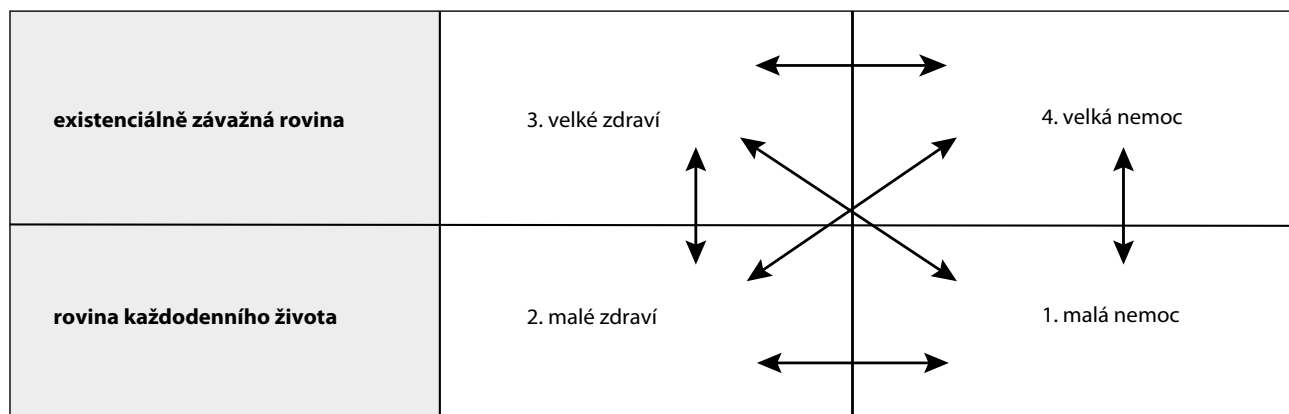 existenciálně závažná rovina
3. velké zdraví
4. velká nemoc
rovina každodenního života
2. malé zdraví
1. malá nemoc